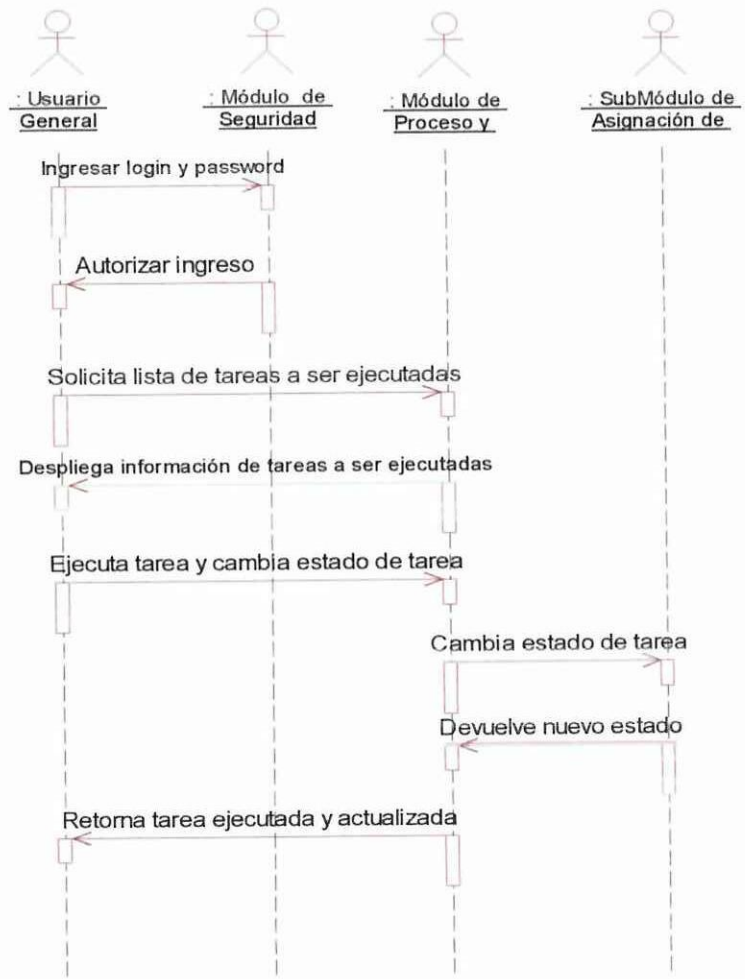 : Usuario
General
: Módulo de
Seguridad
: Módulo de
Proceso y
: SubMódulo de
Asignación de
Ingresar login y password
Autorizar ingreso
Solicita lista de tareas a ser ejecutadas
Despliega información de tareas a ser ejecutadas
Ejecuta tarea y cambia estado de tarea
Cambia estado de tarea
Devuelve nuevo estado
Retorna tarea ejecutada y actualizada